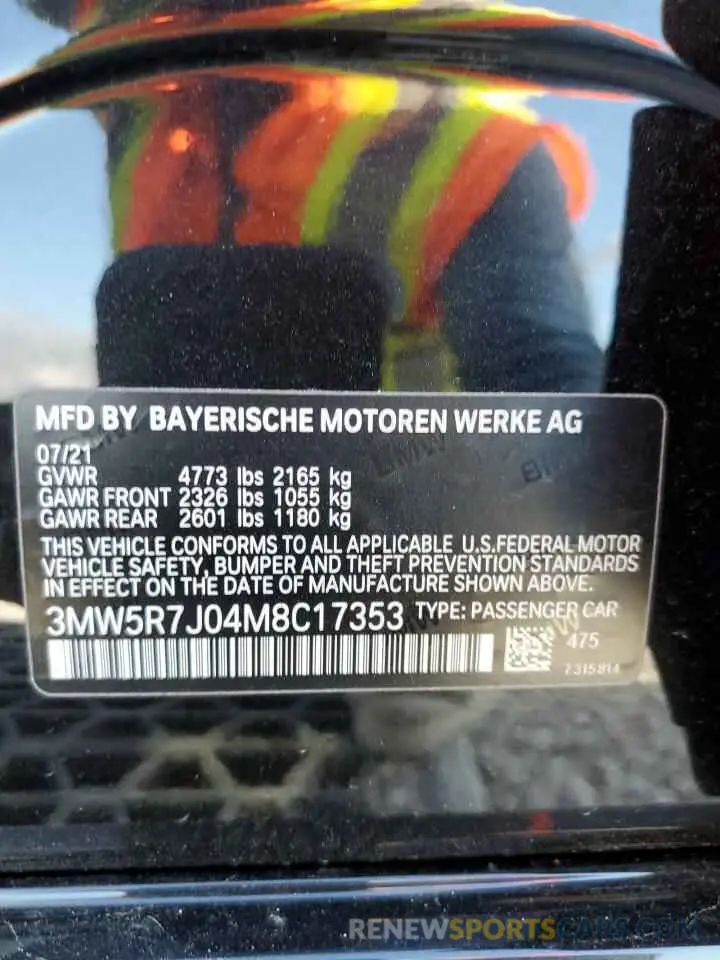 MFD BY BAYERISCHE MOTOREN WERKE AG
07/21
GVWR 4773 lbs 2165 kg
GAWR FRONT 2326 lbs 1055 kg
GAWR REAR 2601 lbs 1180 kg
THIS VEHICLE CONFORMS TO ALL APPLICABLE U.S.FEDERAL MOTOR
VEHICLE SAFETY, BUMPER AND THEFT PREVENTION STANDARDS
IN EFFECT ON THE DATE OF MANUFACTURE SHOWN ABOVE.
3MW5R7J04M8C17353 TYPE: PASSENGER CAR
475
7315814
RENEWSPORTSCARS.COM